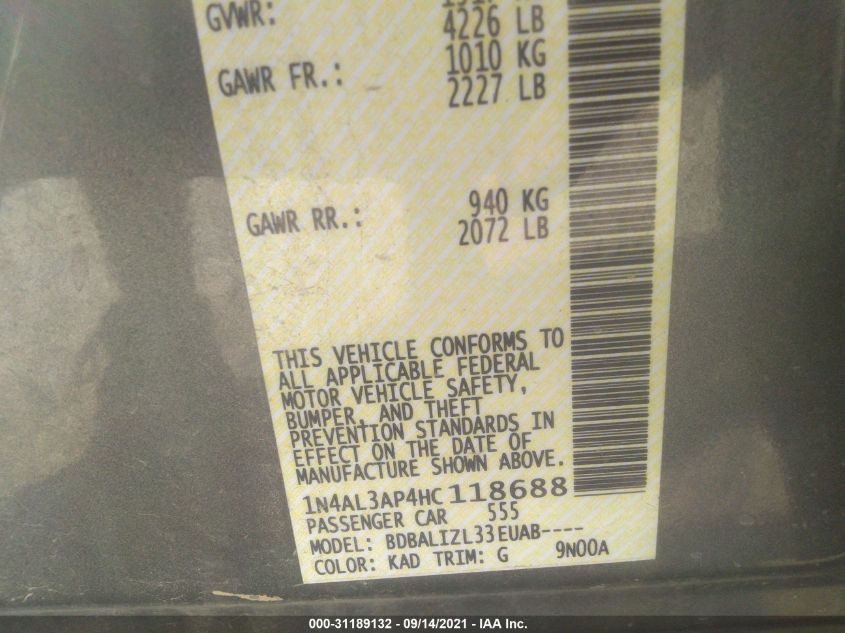 GVWR:
4226 LB
GAWR FR.: 1010 KG
2227 LB
GAWR RR.: 940 KG
2072 LB
THIS VEHICLE CONFORMS TO
ALL APPLICABLE FEDERAL
MOTOR VEHICLE SAFETY,
BUMPER, AND THEFT
PREVENTION STANDARDS IN
EFFECT ON THE DATE OF
MANUFACTURE SHOWN ABOVE.
1N4AL3AP4HC118688
PASSENGER CAR 555
MODEL: BDBALIZL33EUAB----
COLOR: KAD TRIM: G 9N00A
000-31189132 - 09/14/2021 - IAA Inc.